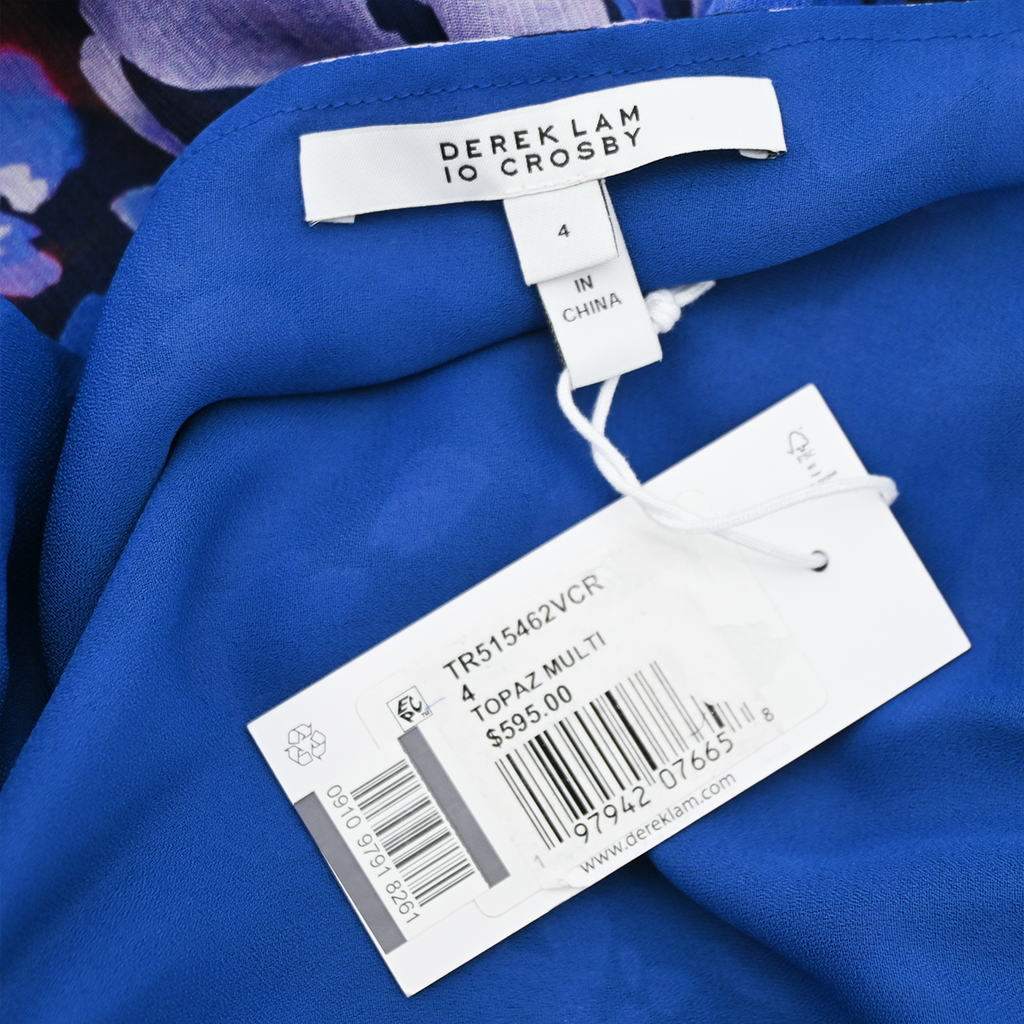 DEREK LAM
10 CROSBY
4
IN
CHINA
TR515462VCR
4
TOPAZ MULTI
$595.00
1 97942 07665 8
www.dereklam.com
0910 9791 8261